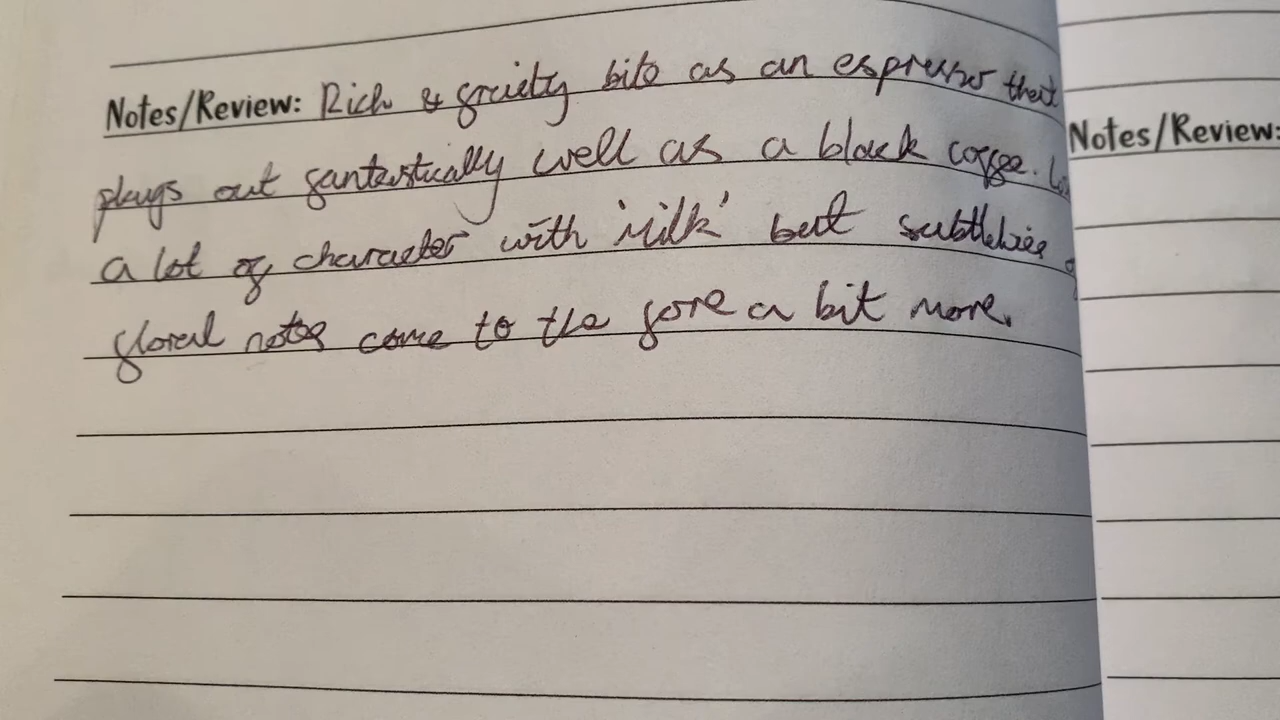 Notes/Review: Rich & fruity bite as an espresso that
plays out fantastically well as a black coffee.
a lot of character with 'milk' but subtleties
floral notes come to the fore a bit more.
Notes/Review: